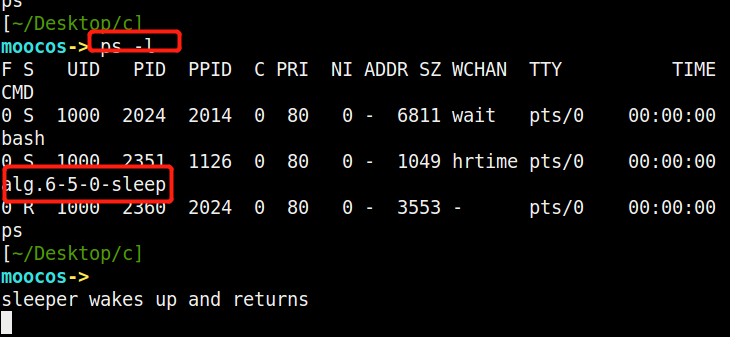 ps
[~/Desktop/c]
moocos-> ps -l
F S   UID   PID  PPID  C PRI  NI ADDR SZ WCHAN  TTY          TIME
CMD
0 S  1000  2024  2014  0  80   0 -  6811 wait   pts/0    00:00:00
bash
0 S  1000  2351  1126  0  80   0 -  1049 hrtime pts/0    00:00:00
alg.6-5-0-sleep
0 R  1000  2360  2024  0  80   0 -  3553 -      pts/0    00:00:00
ps
[~/Desktop/c]
moocos->
sleeper wakes up and returns